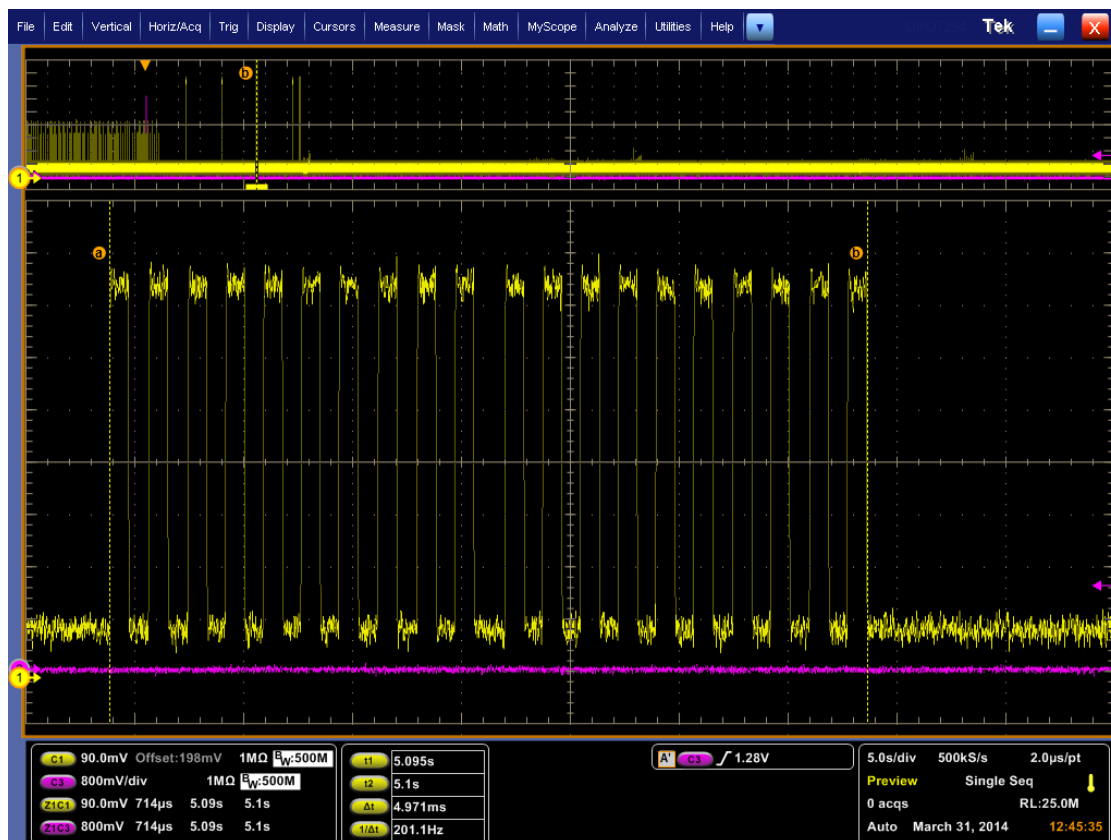 File Edit Vertical Horiz/Acq Trig Display Cursors Measure Mask Math MyScope Analyze Utilities Help Tek X
b
1
a b
1
C1 90.0mV Offset:198mV 1MΩ BW:500M
C3 800mV/div 1MΩ BW:500M
Z1C1 90.0mV 714µs 5.09s 5.1s
Z1C3 800mV 714µs 5.09s 5.1s
t1 5.095s
t2 5.1s
Δt 4.971ms
1/Δt 201.1Hz
A' C3 1.28V
5.0s/div 500kS/s 2.0µs/pt
Preview Single Seq
0 acqs RL:25.0M
Auto March 31, 2014 12:45:35